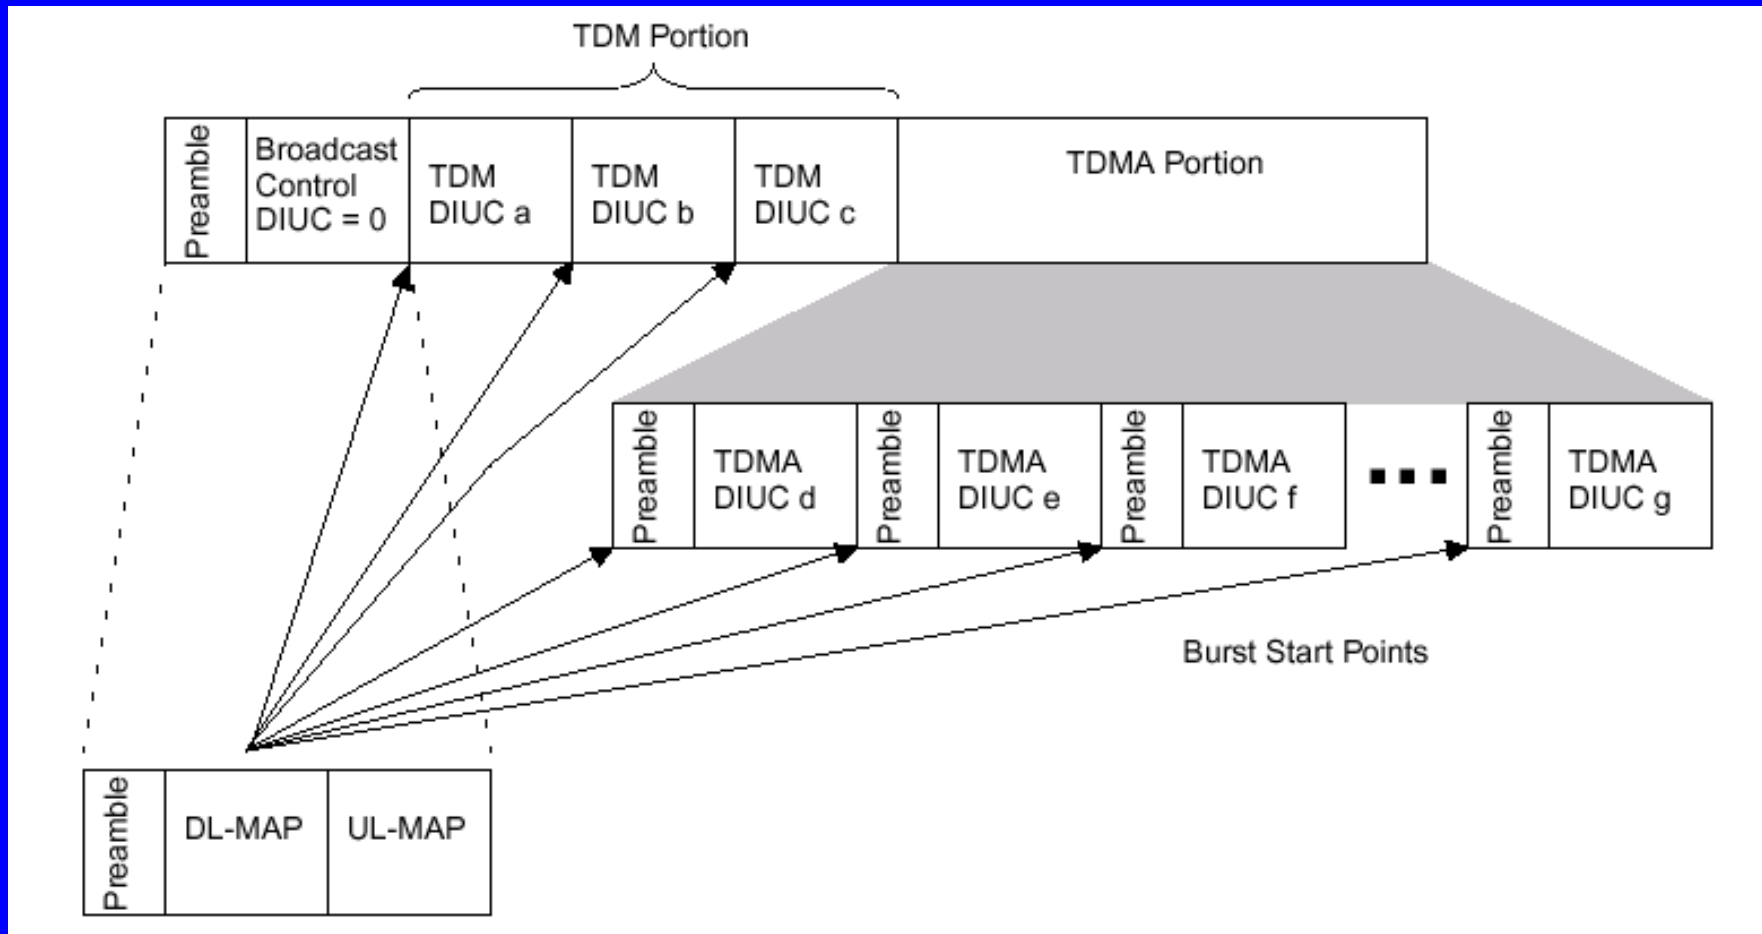 TDM Portion
Preamble
Broadcast
Control
DIUC = 0
TDM
DIUC a
TDM
DIUC b
TDM
DIUC c
TDMA Portion
Preamble
TDMA
DIUC d
Preamble
TDMA
DIUC e
Preamble
TDMA
DIUC f
Preamble
TDMA
DIUC g
Burst Start Points
Preamble
DL-MAP
UL-MAP